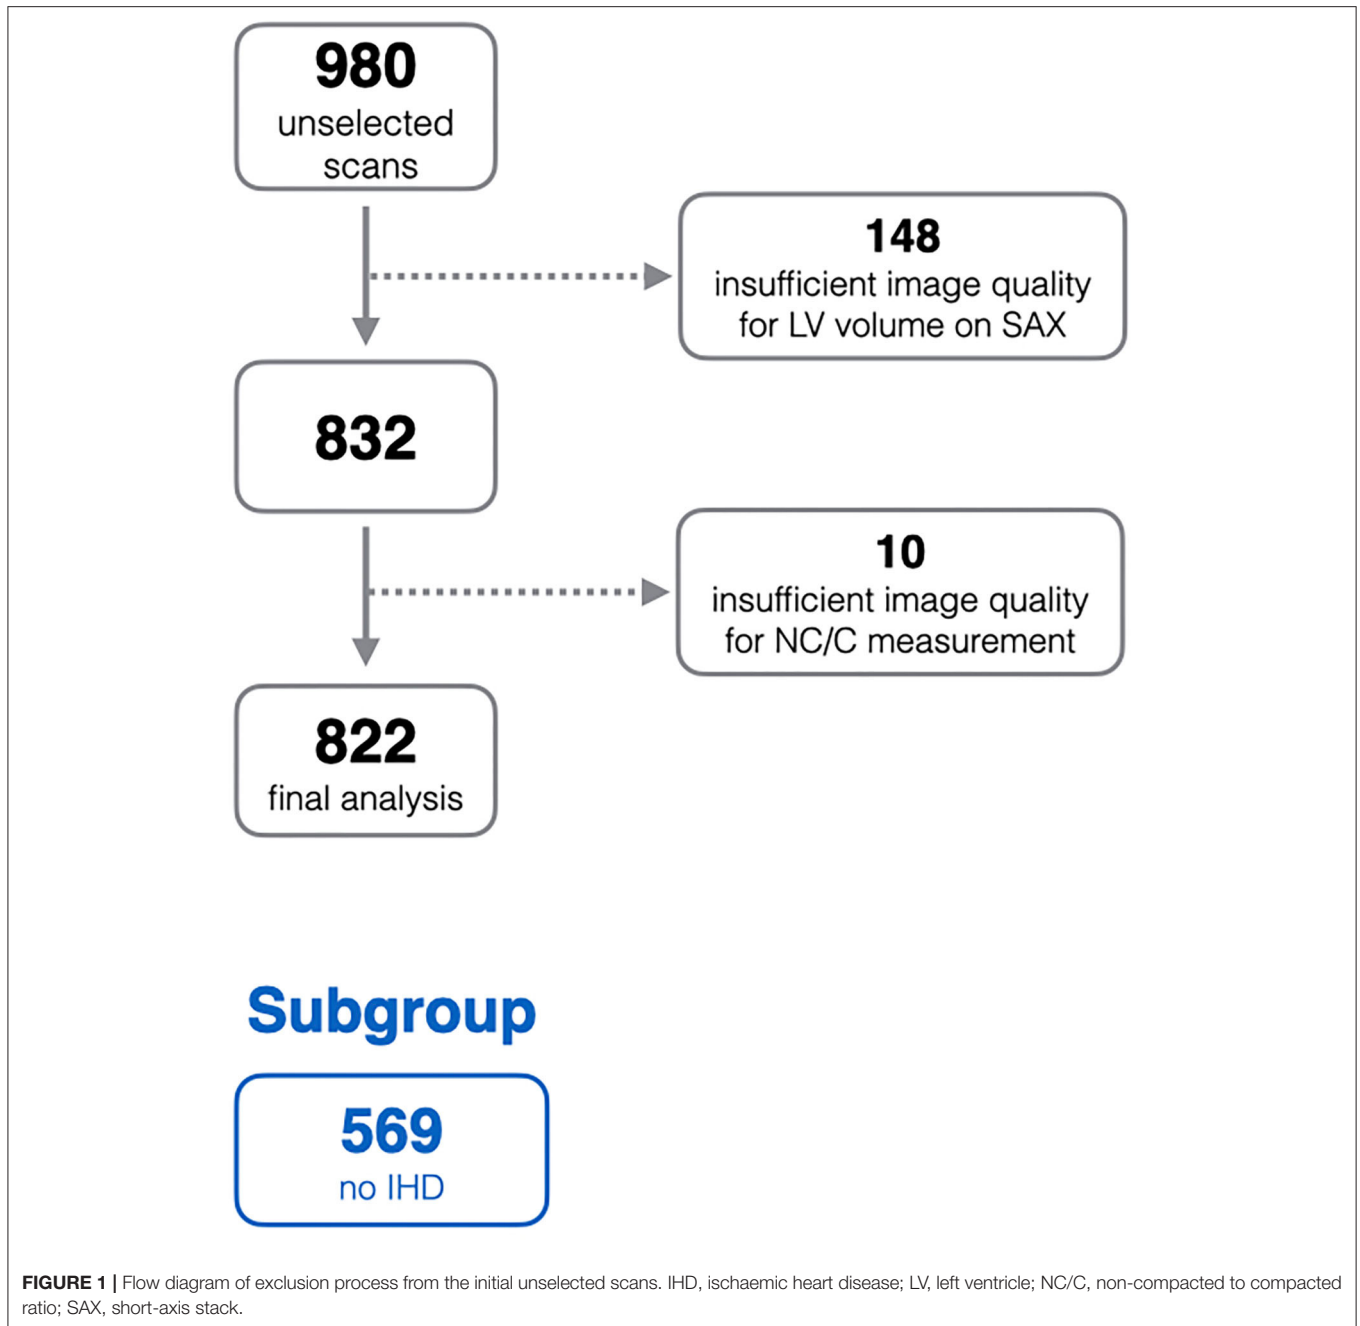 980
unselected
scans
148
insufficient image quality
for LV volume on SAX
832
10
insufficient image quality
for NC/C measurement
822
final analysis
Subgroup
569
no IHD
FIGURE 1 | Flow diagram of exclusion process from the initial unselected scans. IHD, ischaemic heart disease; LV, left ventricle; NC/C, non-compacted to compacted
ratio; SAX, short-axis stack.